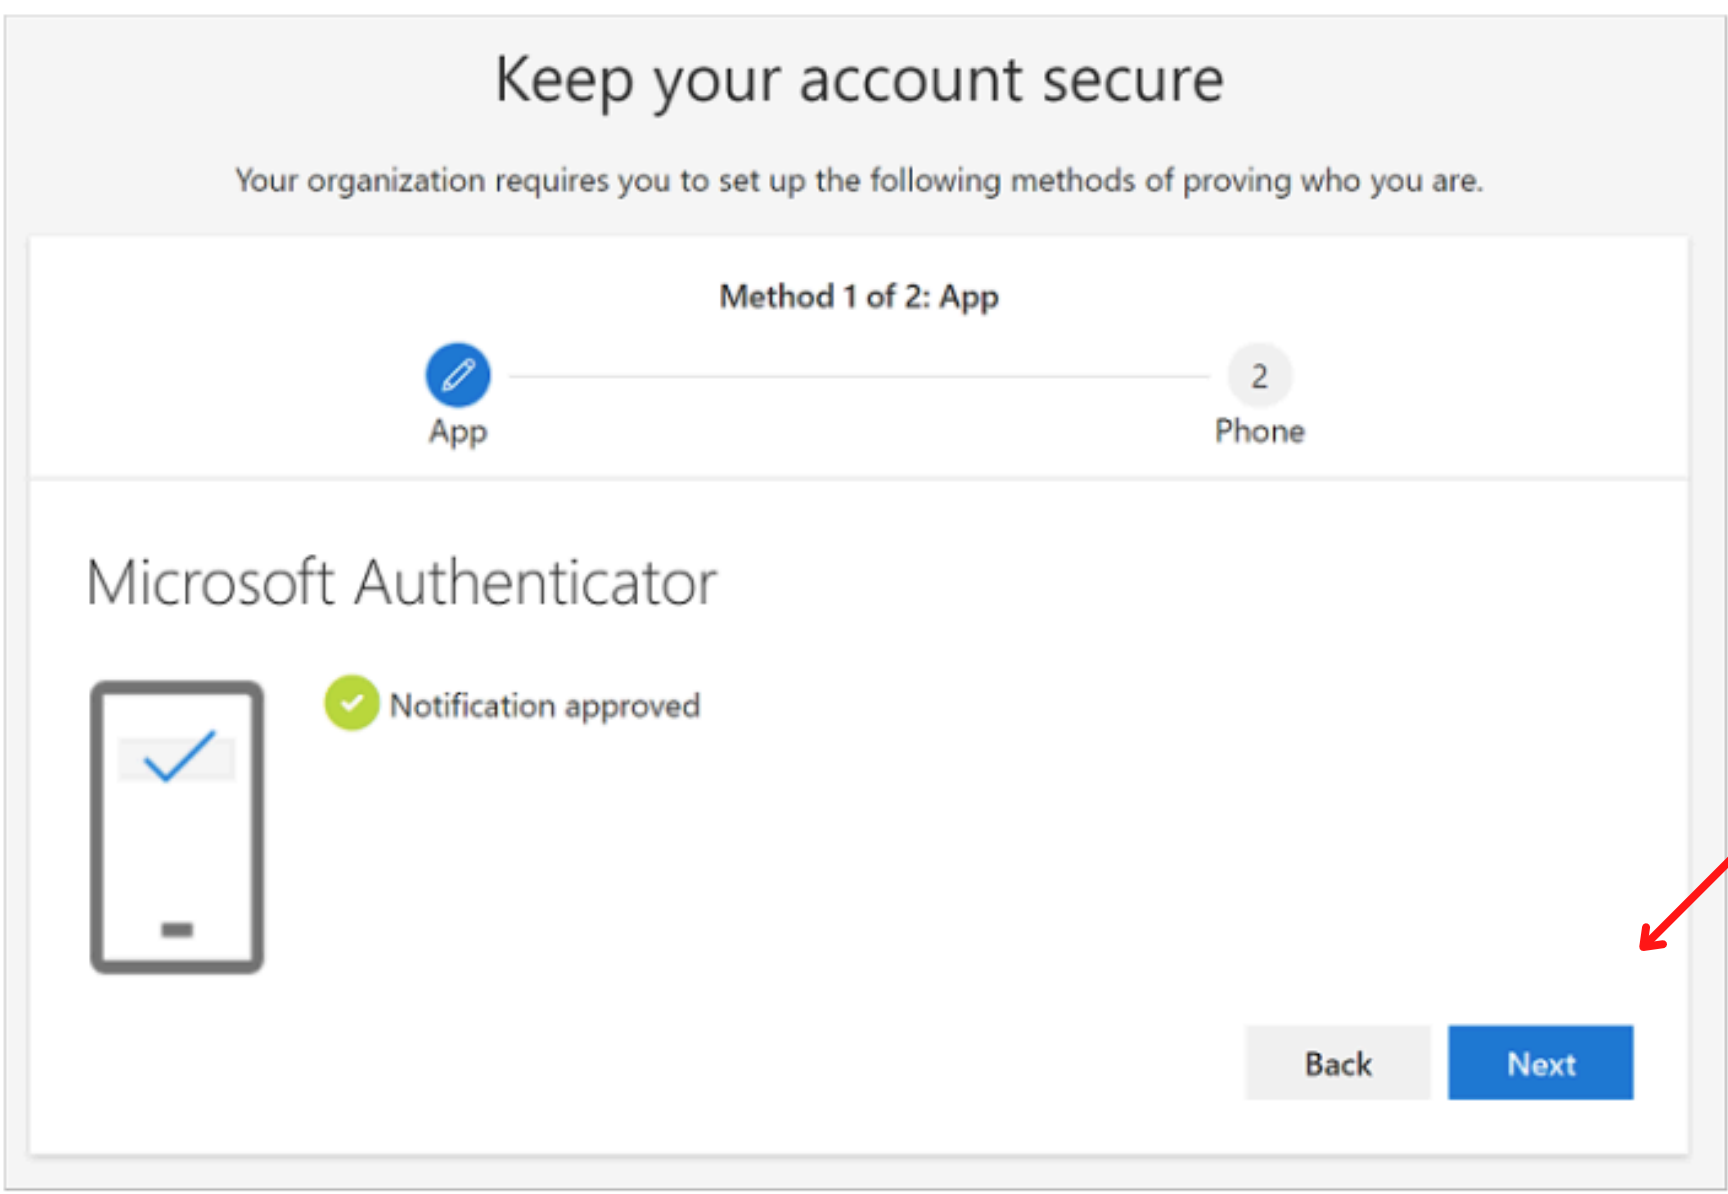 Keep your account secure
Your organization requires you to set up the following methods of proving who you are.
Method 1 of 2: App
2
App
Phone
Microsoft Authenticator
Notification approved
Back
Next